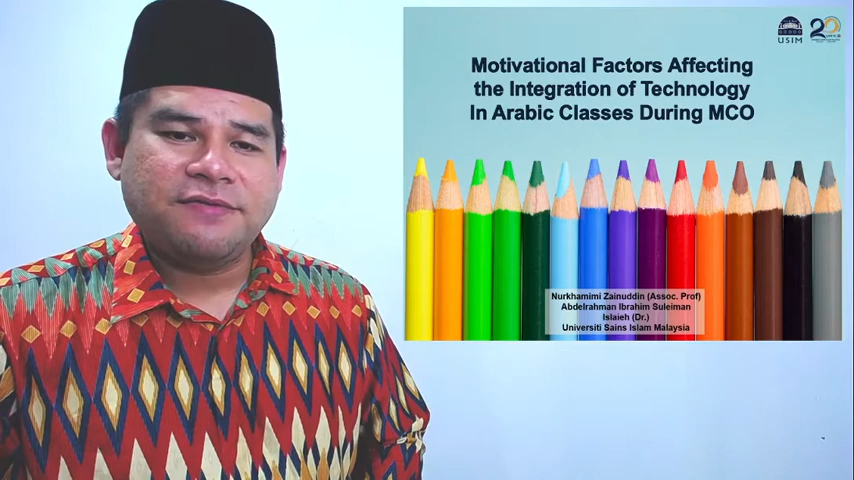 USIM
20
Motivational Factors Affecting
the Integration of Technology
In Arabic Classes During MCO
Nurkhamimi Zainuddin (Assoc. Prof)
Abdelrahman Ibrahim Suleiman
Islaieh (Dr.)
Universiti Sains Islam Malaysia